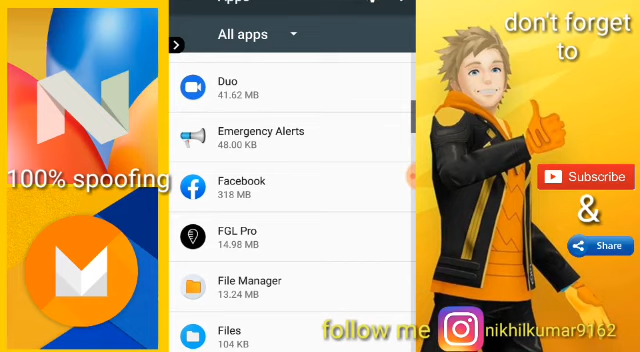 Apps
All apps
Duo
41.62 MB
Emergency Alerts
48.00 KB
Facebook
318 MB
FGL Pro
14.98 MB
File Manager
13.24 MB
Files
104 KB
N
100% spoofing
M
don't forget
to
Subscribe
&
Share
follow me
nikhilkumar9162